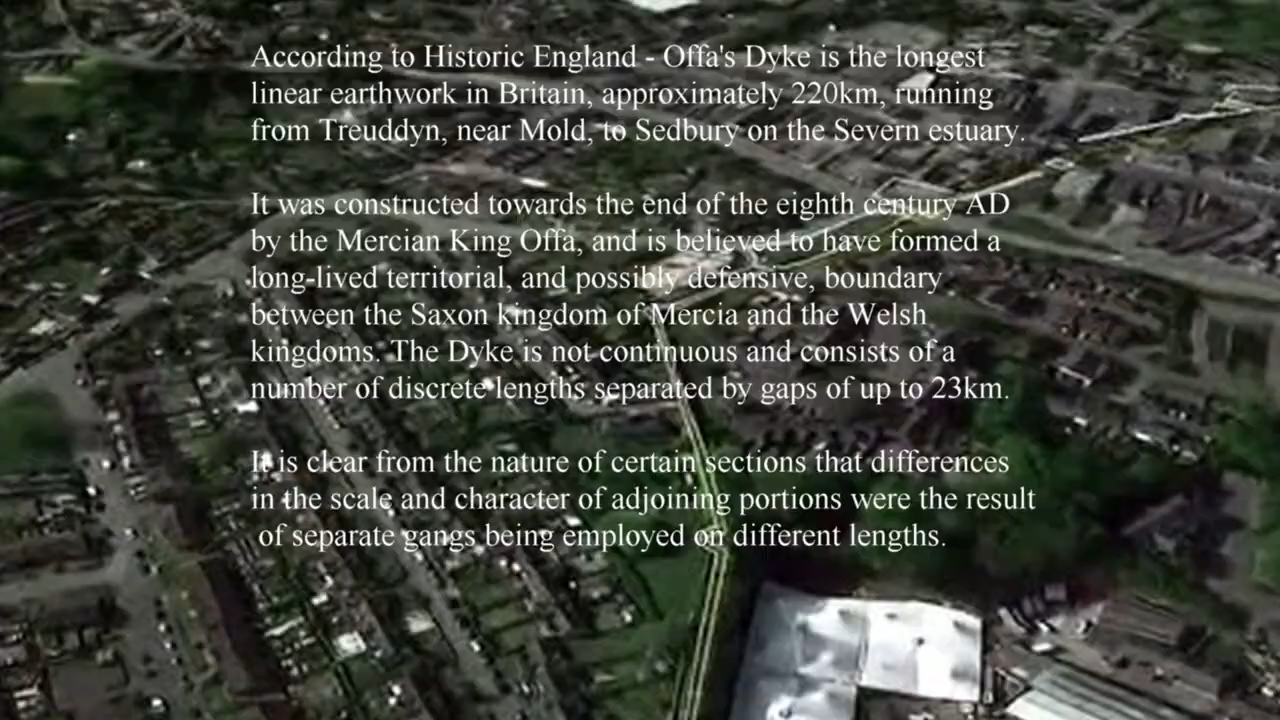 According to Historic England - Offa's Dyke is the longest
linear earthwork in Britain, approximately 220km, running
from Treuddyn, near Mold, to Sedbury on the Severn estuary.
It was constructed towards the end of the eighth century AD
by the Mercian King Offa, and is believed to have formed a
long-lived territorial, and possibly defensive, boundary
between the Saxon kingdom of Mercia and the Welsh
kingdoms. The Dyke is not continuous and consists of a
number of discrete lengths separated by gaps of up to 23km.
It is clear from the nature of certain sections that differences
in the scale and character of adjoining portions were the result
of separate gangs being employed on different lengths.